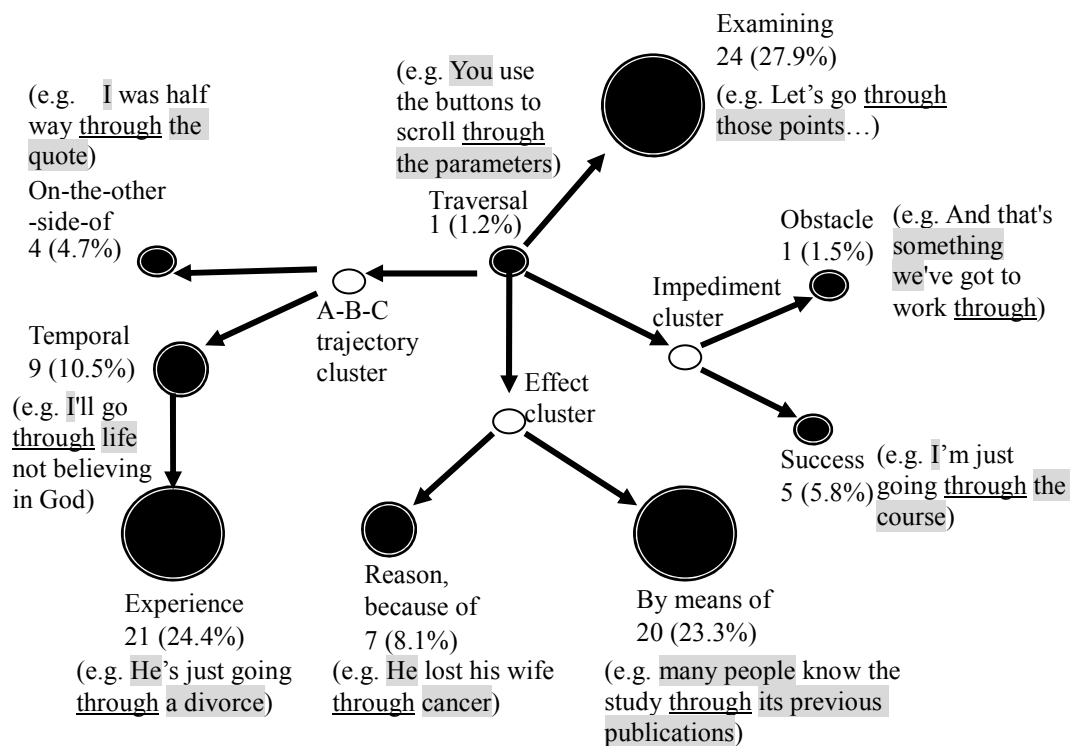 Examining
24 (27.9%)
(e.g. Let’s go through
those points…)
(e.g. You use
the buttons to
scroll through
the parameters)
Traversal
1 (1.2%)
(e.g. I was half
way through the
quote)
On-the-other
-side-of
4 (4.7%)
A-B-C
trajectory
cluster
Temporal
9 (10.5%)
(e.g. I'll go
through life
not believing
in God)
Experience
21 (24.4%)
(e.g. He’s just going
through a divorce)
Effect
cluster
Reason,
because of
7 (8.1%)
(e.g. He lost his wife
through cancer)
By means of
20 (23.3%)
(e.g. many people know the
study through its previous
publications)
Impediment
cluster
Obstacle
1 (1.5%)
(e.g. And that's
something
we've got to
work through)
Success
5 (5.8%)
(e.g. I’m just
going through the
course)